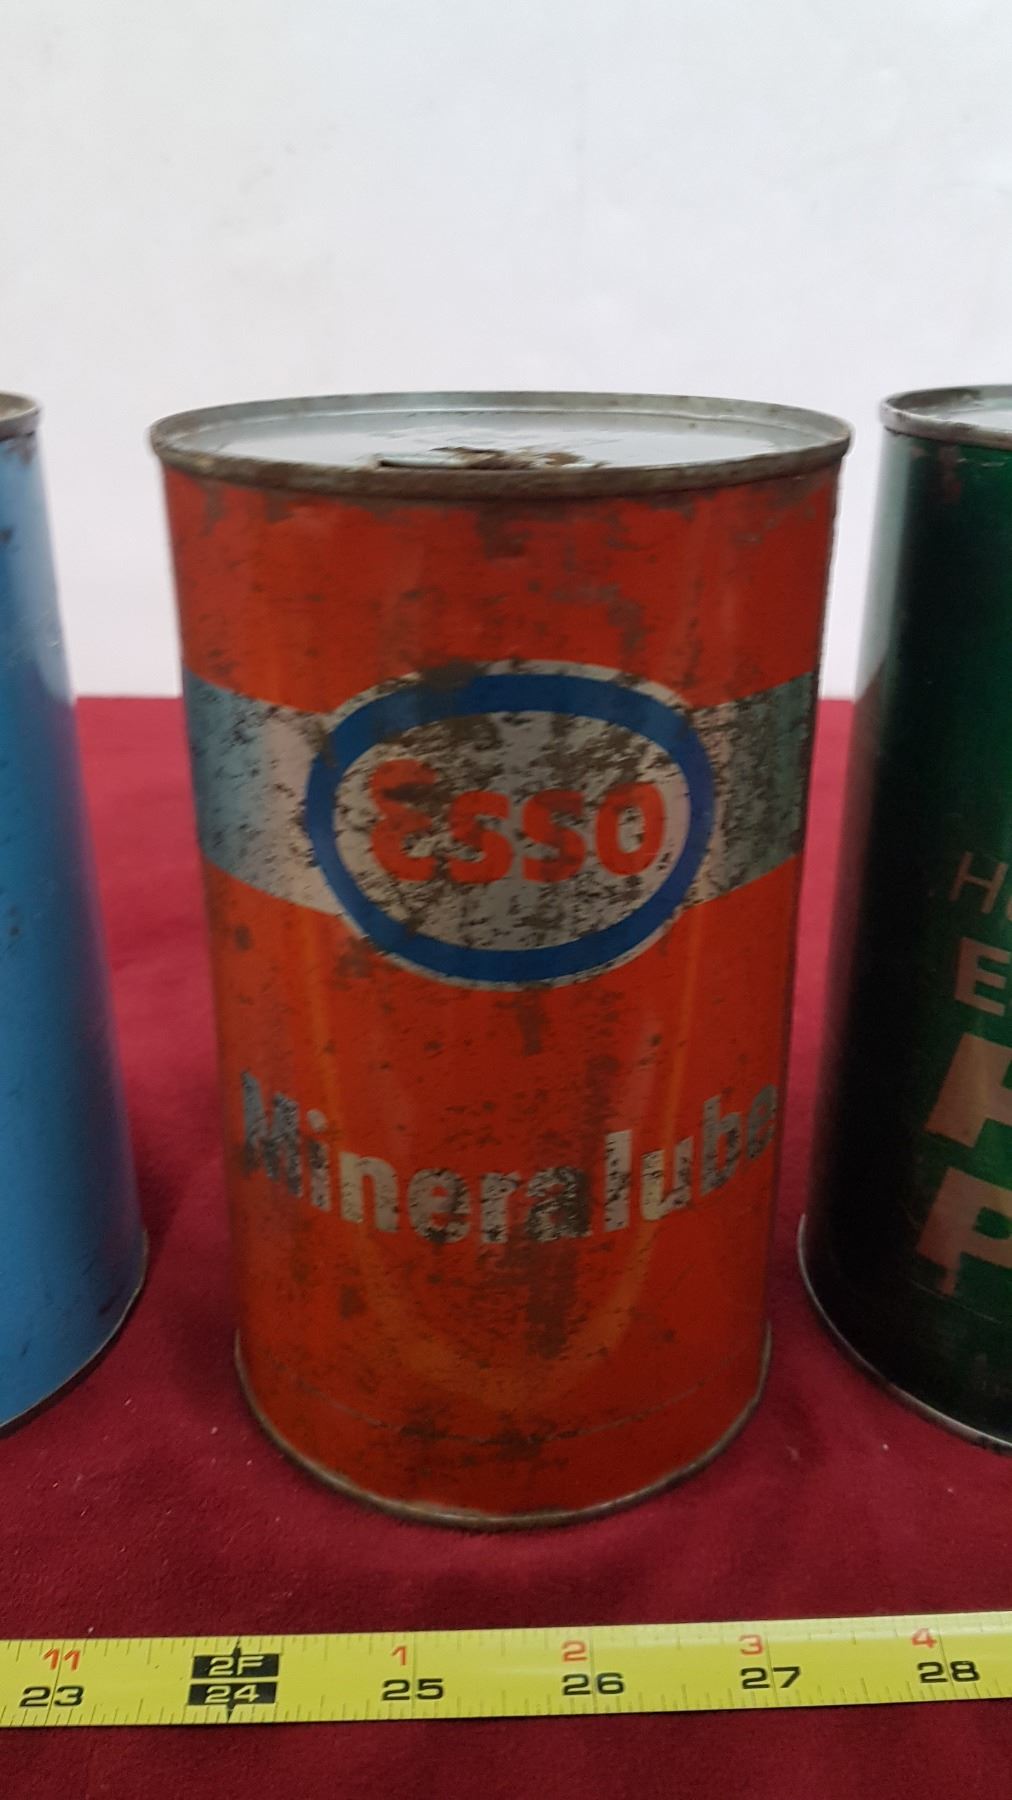 Esso
Mineralube
H
E
P
11 2F 1 2 3 4
23 24 25 26 27 28